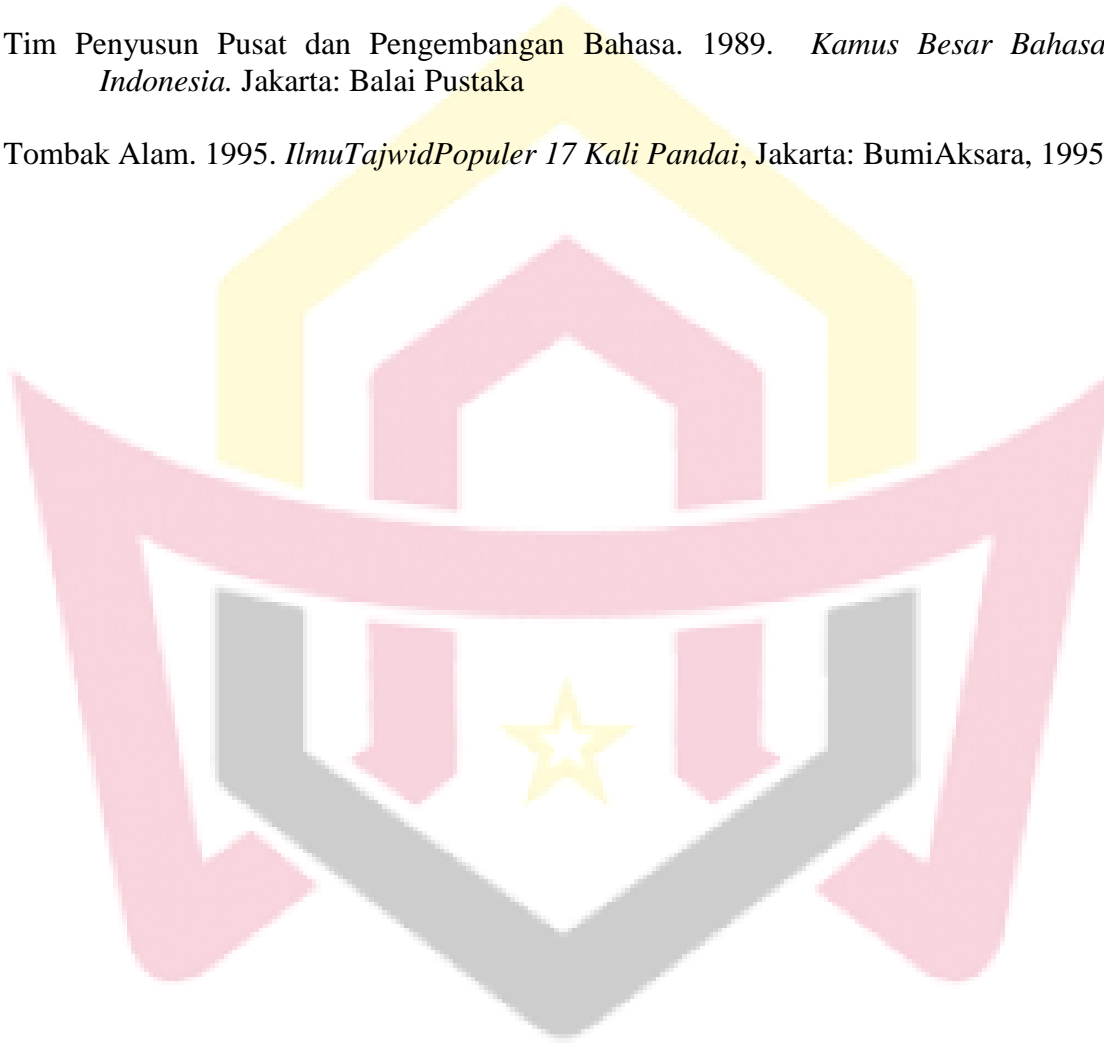 Tim Penyusun Pusat dan Pengembangan Bahasa. 1989. Kamus Besar Bahasa
Indonesia. Jakarta: Balai Pustaka
Tombak Alam. 1995. IlmuTajwidPopuler 17 Kali Pandai, Jakarta: BumiAksara, 1995